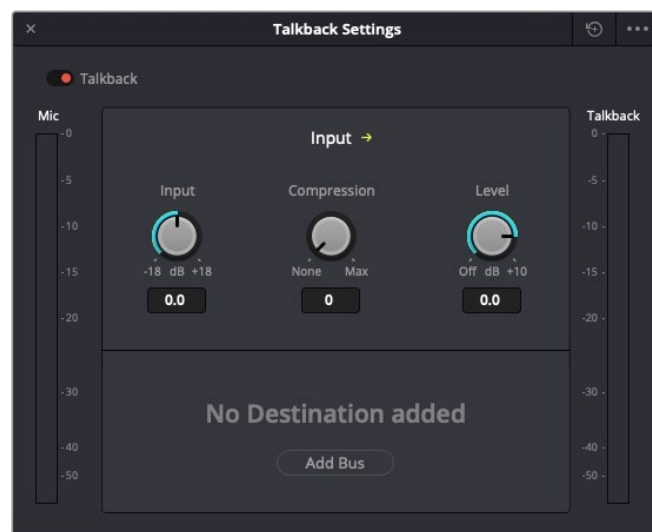 × Talkback Settings •••
Talkback
Mic
Talkback
-0
-5
-10
-15
-20
-30
-40
-50
Input →
Input
Compression
Level
-18 dB +18
None Max
Off dB +10
0.0
0
0.0
No Destination added
Add Bus
0 -
-5 -
-10 -
-15 -
-20 -
-30 -
-40 -
-50 -